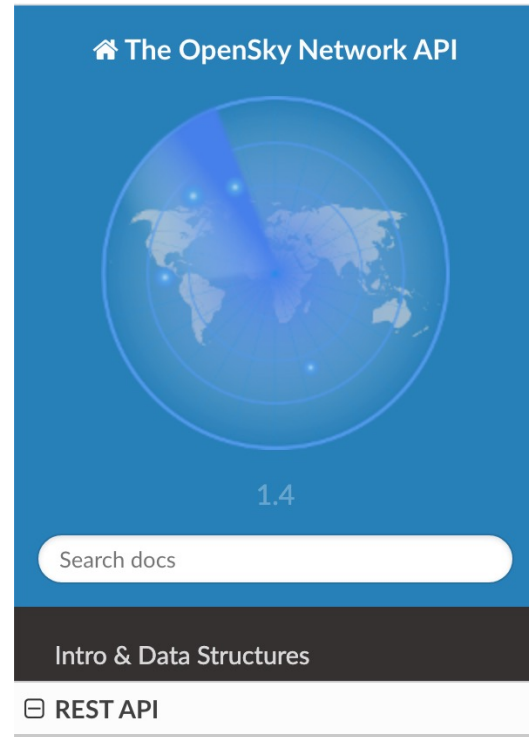 The OpenSky Network API
1.4
Search docs
Intro & Data Structures
REST API